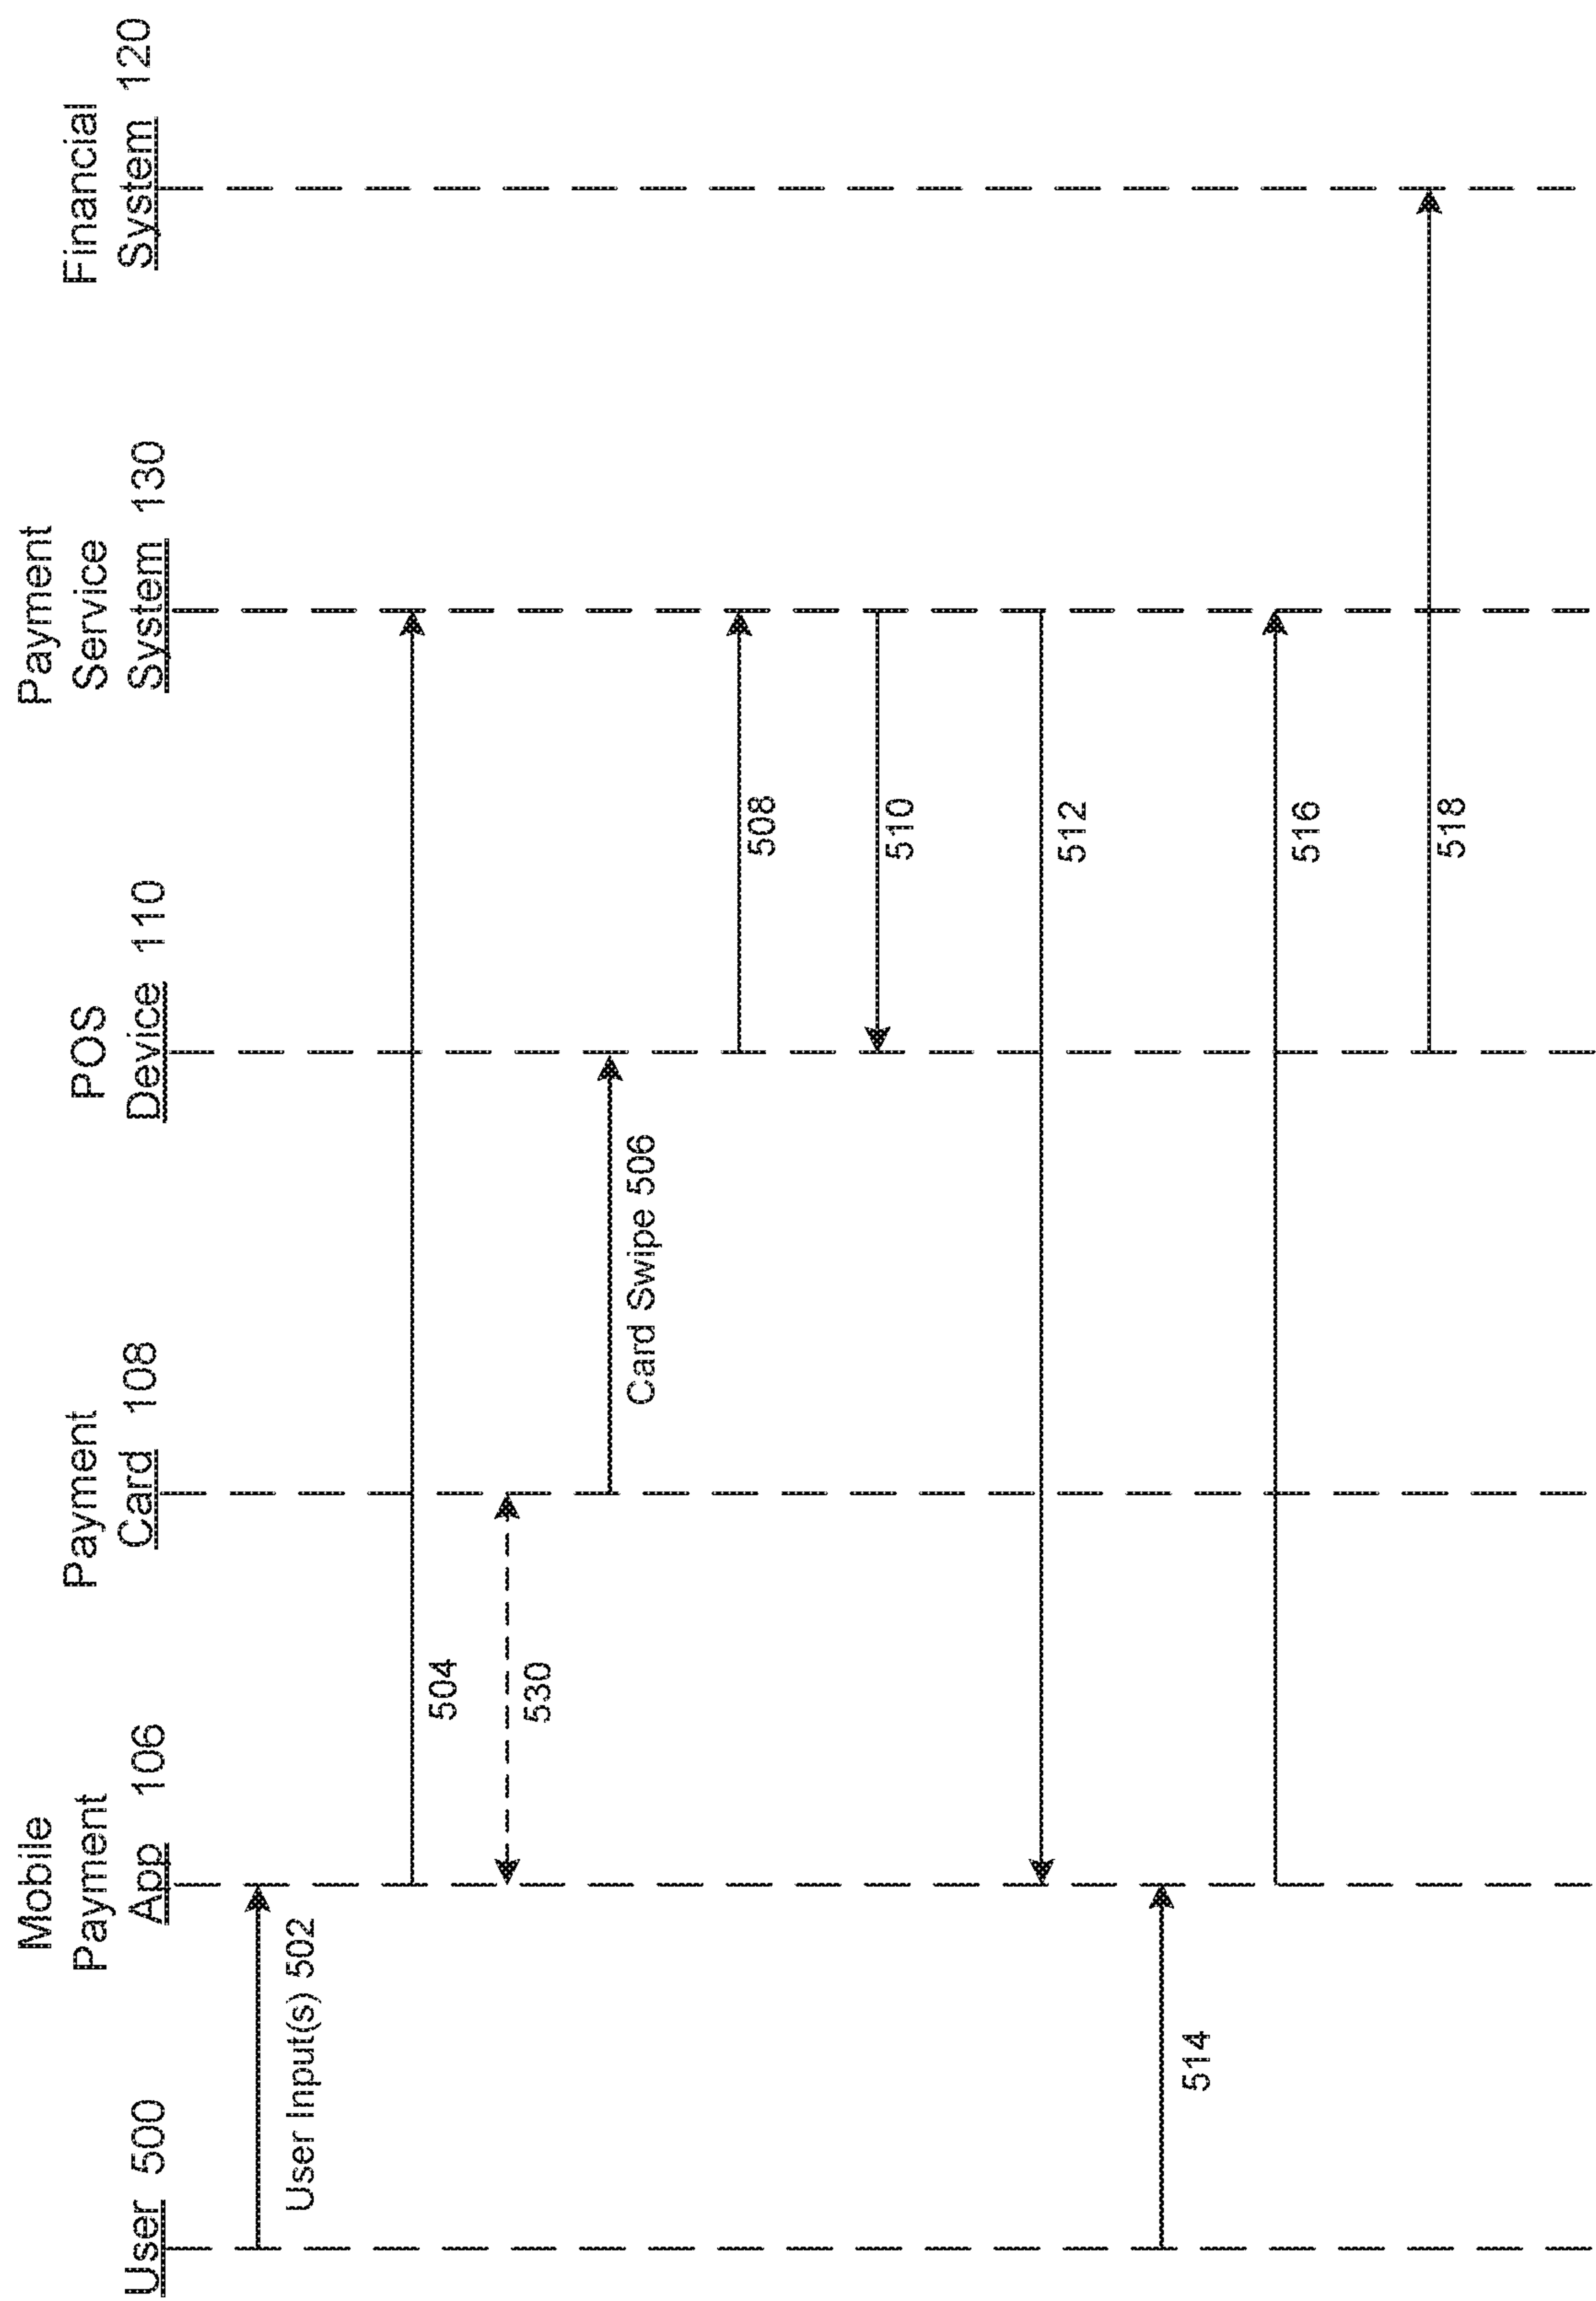 User 500
Mobile
Payment
App 106
Payment
Card 108
POS
Device 110
Payment
Service
System 130
Financial
System 120
User Input(s) 502
504
530
Card Swipe 506
508
510
512
514
516
518